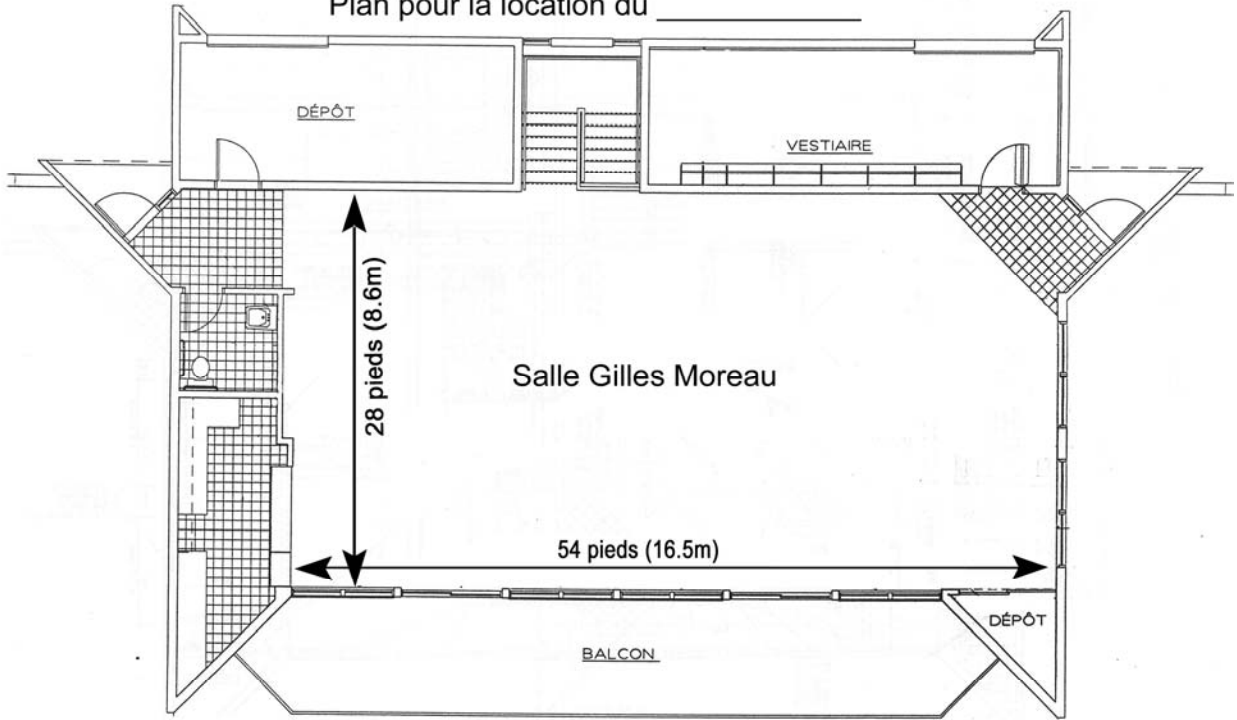 Plan pour la location du ____________
DÉPÔT
VESTIAIRE
28 pieds (8.6m)
Salle Gilles Moreau
54 pieds (16.5m)
DÉPÔT
BALCON